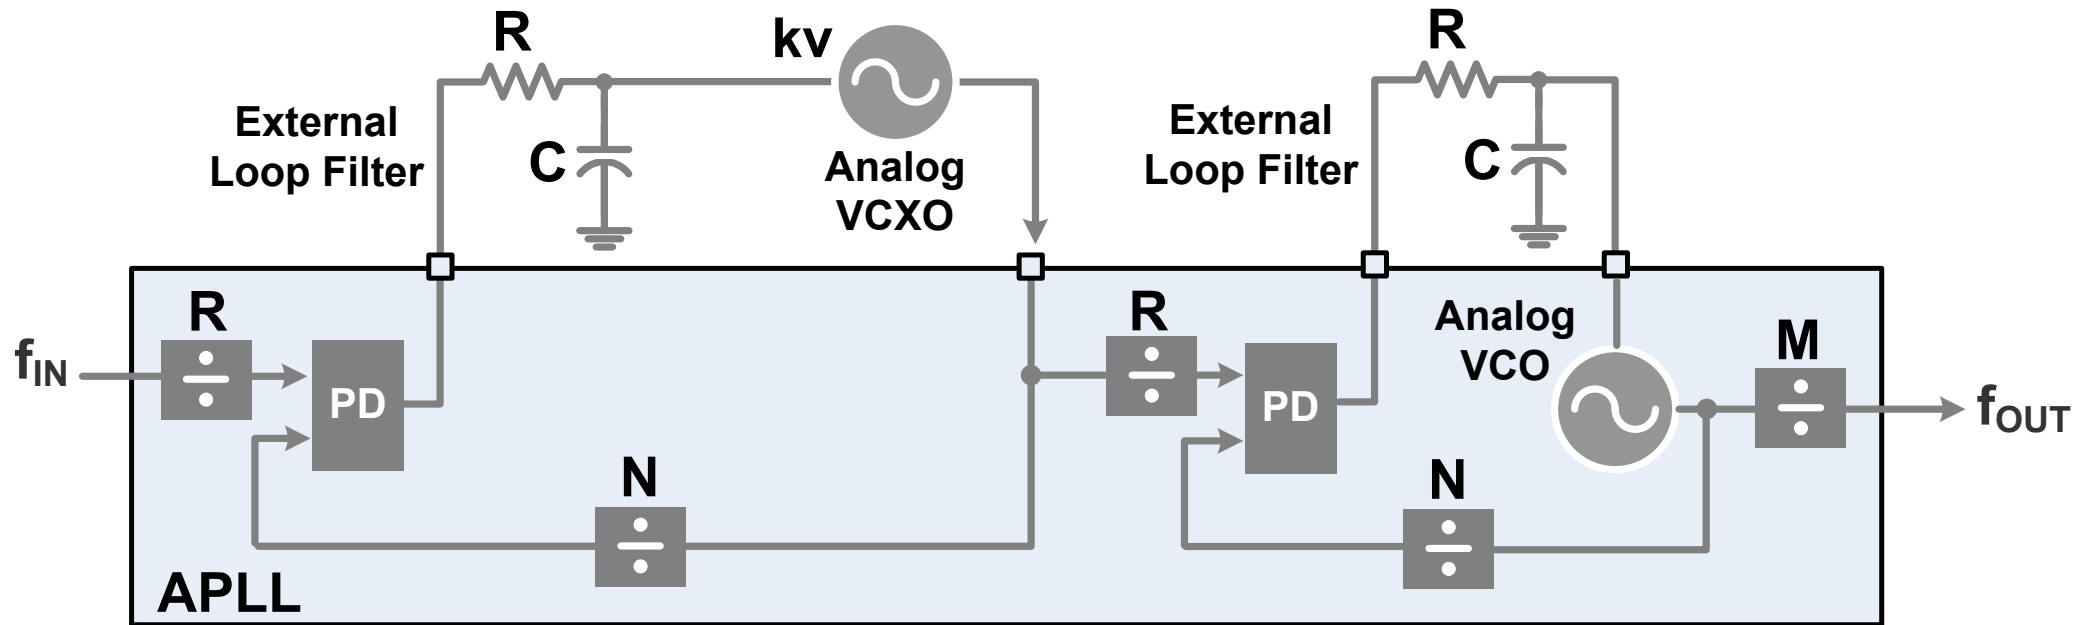 R
kv
External
Loop Filter
C
Analog
VCXO
R
External
Loop Filter
C
fIN
R
PD
N
R
PD
Analog
VCO
N
M
fOUT
APLL